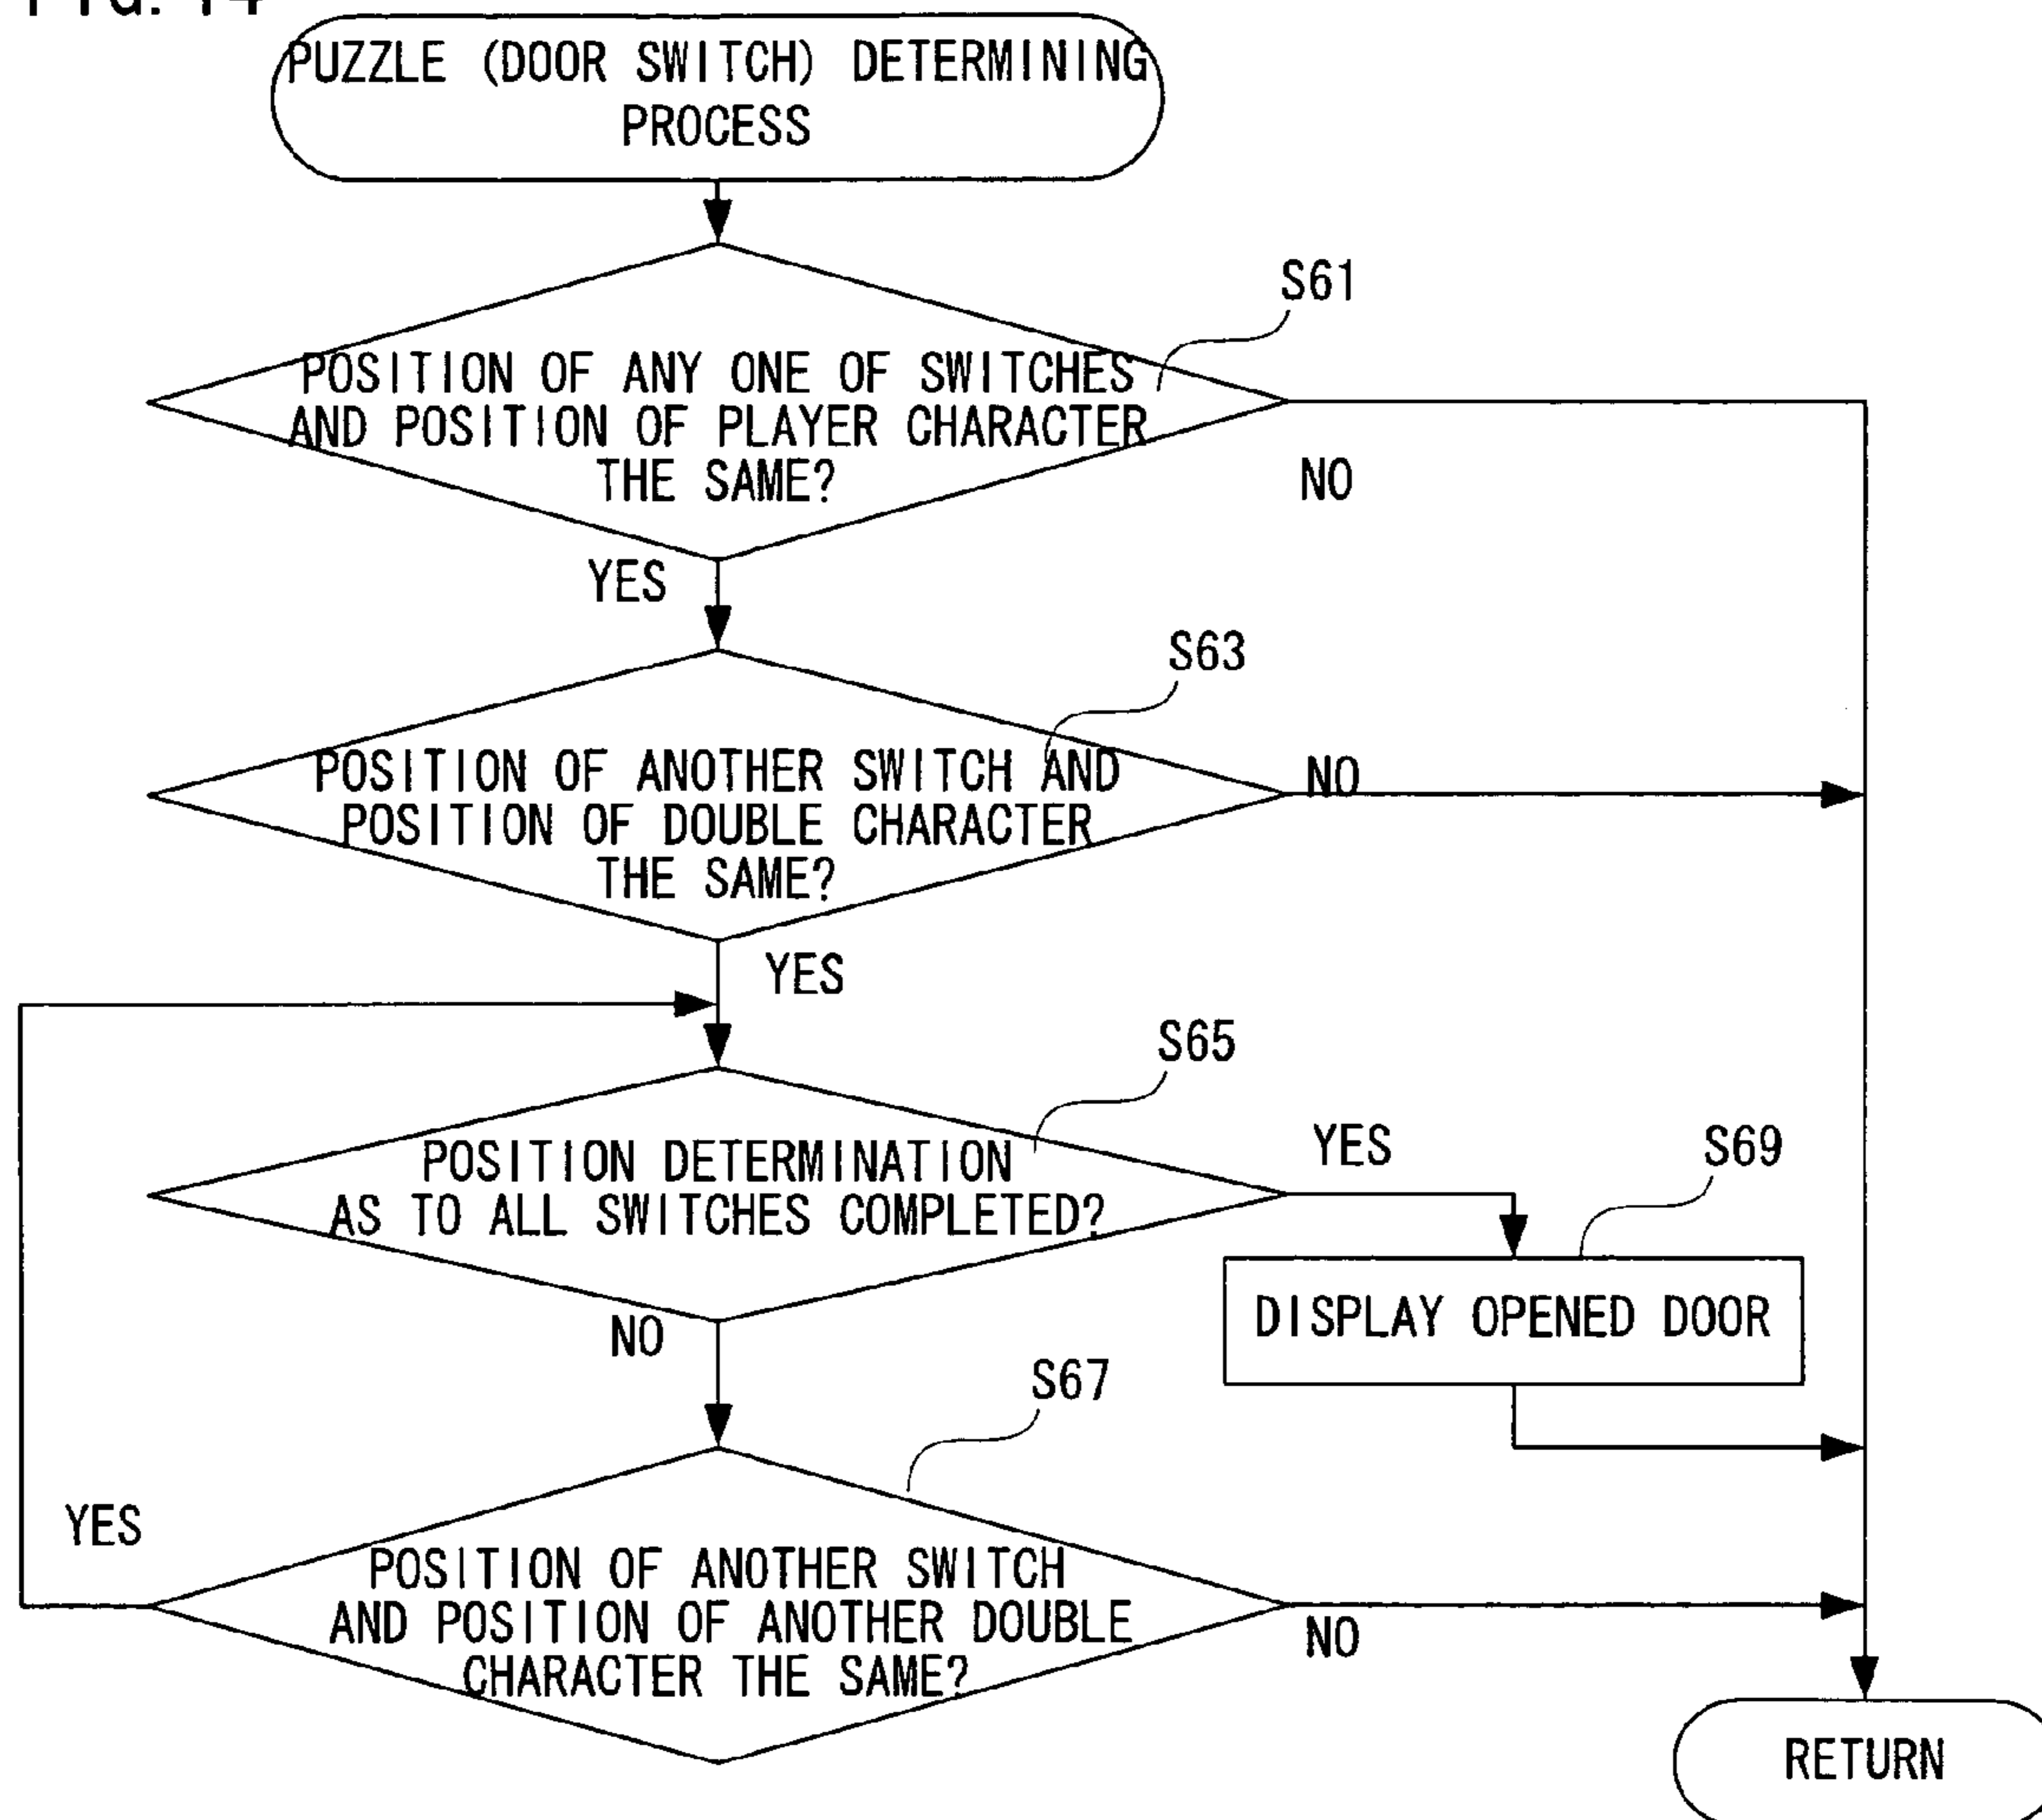 FIG. 14
PUZZLE (DOOR SWITCH) DETERMINING
PROCESS
S61
POSITION OF ANY ONE OF SWITCHES
AND POSITION OF PLAYER CHARACTER
THE SAME?
NO
YES
S63
POSITION OF ANOTHER SWITCH AND
POSITION OF DOUBLE CHARACTER
THE SAME?
NO
YES
S65
POSITION DETERMINATION
AS TO ALL SWITCHES COMPLETED?
YES
S69
DISPLAY OPENED DOOR
NO
S67
YES
POSITION OF ANOTHER SWITCH
AND POSITION OF ANOTHER DOUBLE
CHARACTER THE SAME?
NO
RETURN